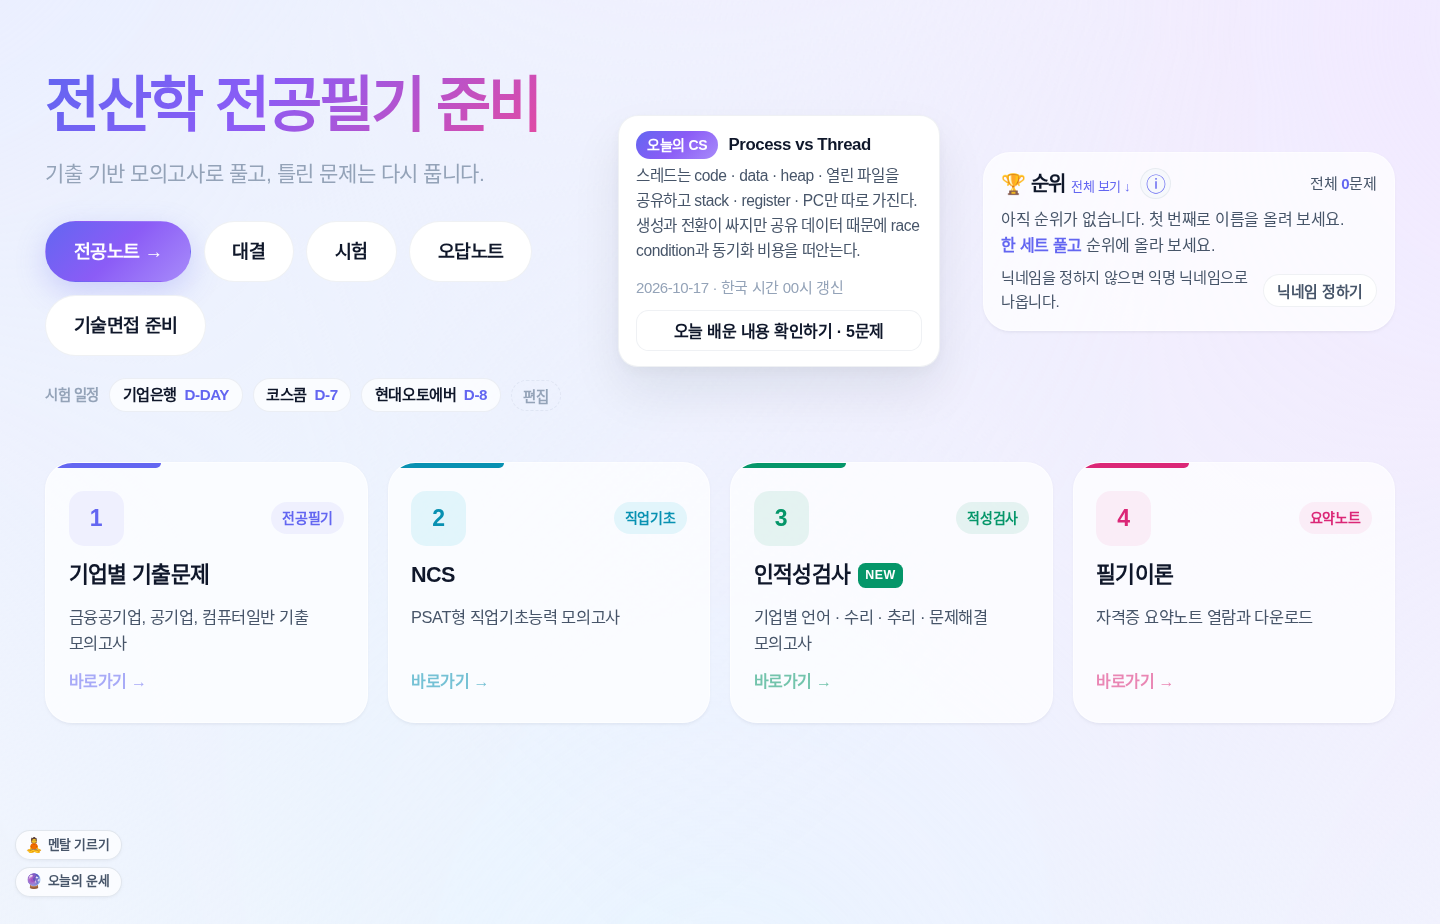 전산학 전공필기 준비
기출 기반 모의고사로 풀고, 틀린 문제는 다시 풉니다.
전공노트 →
대결
시험
오답노트
기술면접 준비
시험 일정
기업은행 D-DAY
코스콤 D-7
현대오토에버 D-8
편집
오늘의 CS Process vs Thread
스레드는 code · data · heap · 열린 파일을
공유하고 stack · register · PC만 따로 가진다.
생성과 전환이 싸지만 공유 데이터 때문에 race
condition과 동기화 비용을 떠안는다.
2026-10-17 · 한국 시간 00시 갱신
오늘 배운 내용 확인하기 · 5문제
🏆 순위 전체 보기 ↓ ⓘ 전체 0문제
아직 순위가 없습니다. 첫 번째로 이름을 올려 보세요.
한 세트 풀고 순위에 올라 보세요.
닉네임을 정하지 않으면 익명 닉네임으로
나옵니다.
닉네임 정하기
1 전공필기
기업별 기출문제
금융공기업, 공기업, 컴퓨터일반 기출
모의고사
바로가기 →
2 직업기초
NCS
PSAT형 직업기초능력 모의고사
바로가기 →
3 적성검사
인적성검사 NEW
기업별 언어 · 수리 · 추리 · 문제해결
모의고사
바로가기 →
4 요약노트
필기이론
자격증 요약노트 열람과 다운로드
바로가기 →
🧘 멘탈 기르기
🔮 오늘의 운세